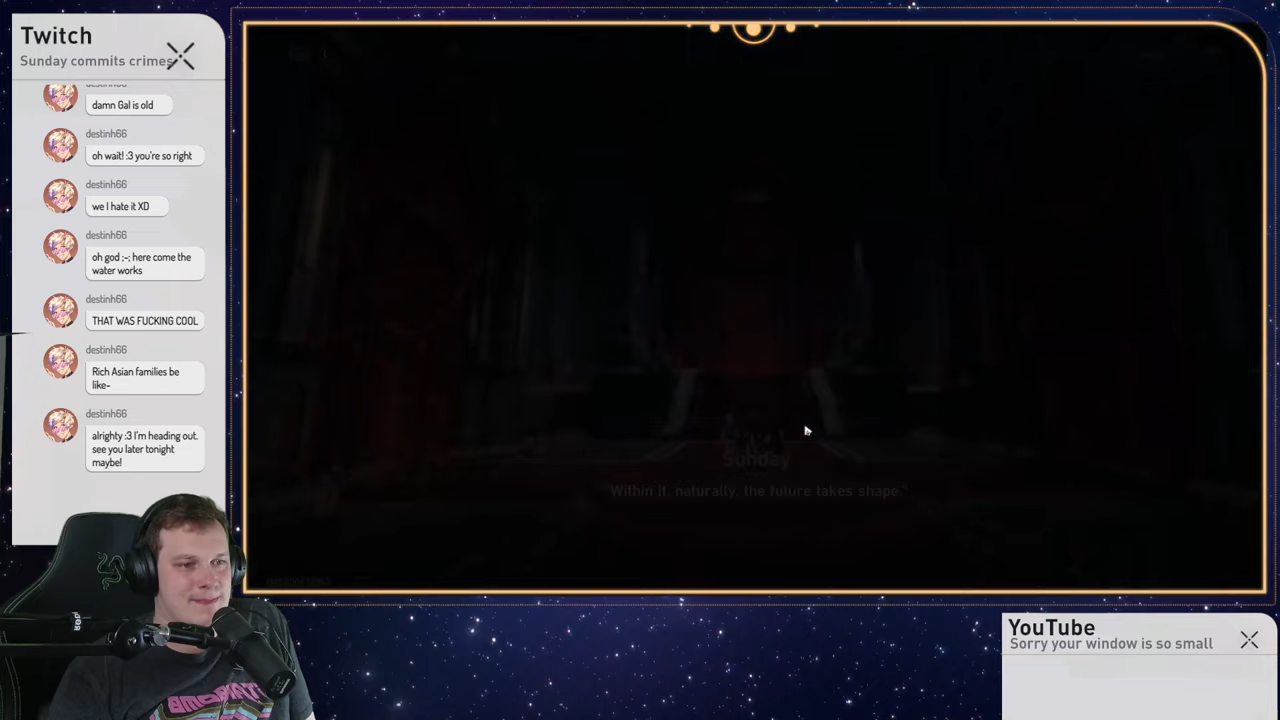 Twitch
Sunday commits crimes
destinh66
damn Gal is old
destinh66
oh wait! :3 you're so right
destinh66
we I hate it XD
destinh66
oh god ;-; here come the
water works
destinh66
THAT WAS FUCKING COOL
destinh66
Rich Asian families be
like-
destinh66
alrighty :3 I'm heading out.
see you later tonight
maybe!
Sunday
"Within it, naturally, the future takes shape."
YouTube
Sorry your window is so small